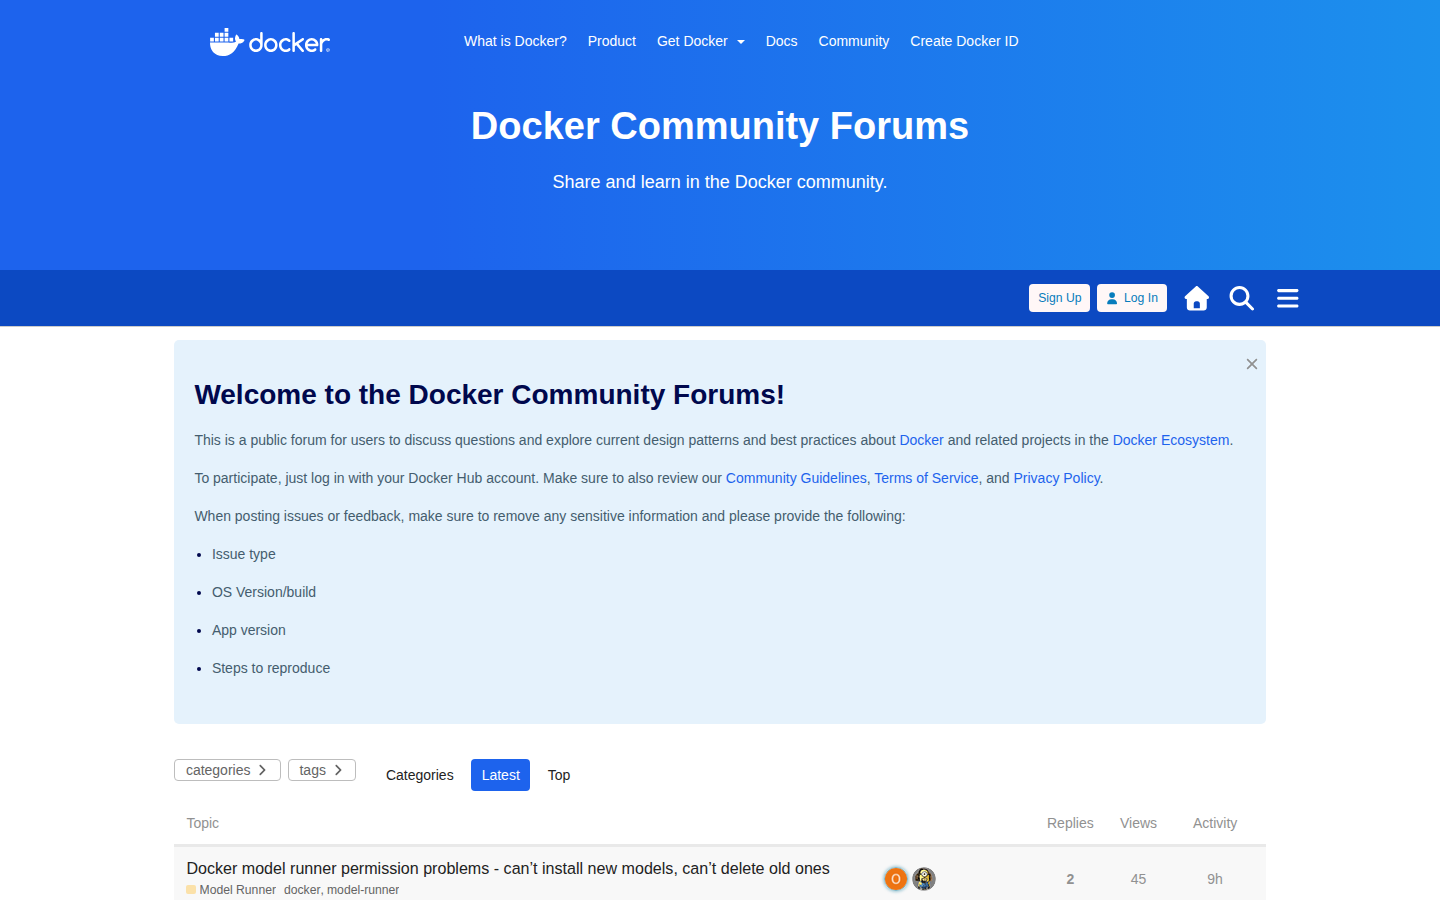 docker
What is Docker? Product Get Docker Docs Community Create Docker ID
Docker Community Forums
Share and learn in the Docker community.
Sign Up Log In
Welcome to the Docker Community Forums!
This is a public forum for users to discuss questions and explore current design patterns and best practices about Docker and related projects in the Docker Ecosystem.
To participate, just log in with your Docker Hub account. Make sure to also review our Community Guidelines, Terms of Service, and Privacy Policy.
When posting issues or feedback, make sure to remove any sensitive information and please provide the following:
Issue type
OS Version/build
App version
Steps to reproduce
categories tags Categories Latest Top
Topic Replies Views Activity
Docker model runner permission problems - can’t install new models, can’t delete old ones
O 2 45 9h
Model Runner docker, model-runner